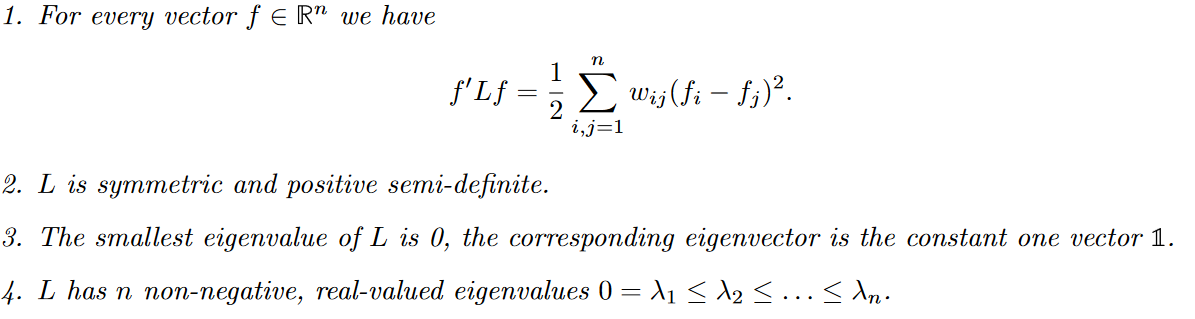 1. For every vector f ∈ ℝⁿ we have
f′Lf = \frac{1}{2} \sum_{i,j=1}^{n} w_{ij}(f_i − f_j)².
2. L is symmetric and positive semi-definite.
3. The smallest eigenvalue of L is 0, the corresponding eigenvector is the constant one vector 𝟙.
4. L has n non-negative, real-valued eigenvalues 0 = λ₁ ≤ λ₂ ≤ . . . ≤ λₙ.